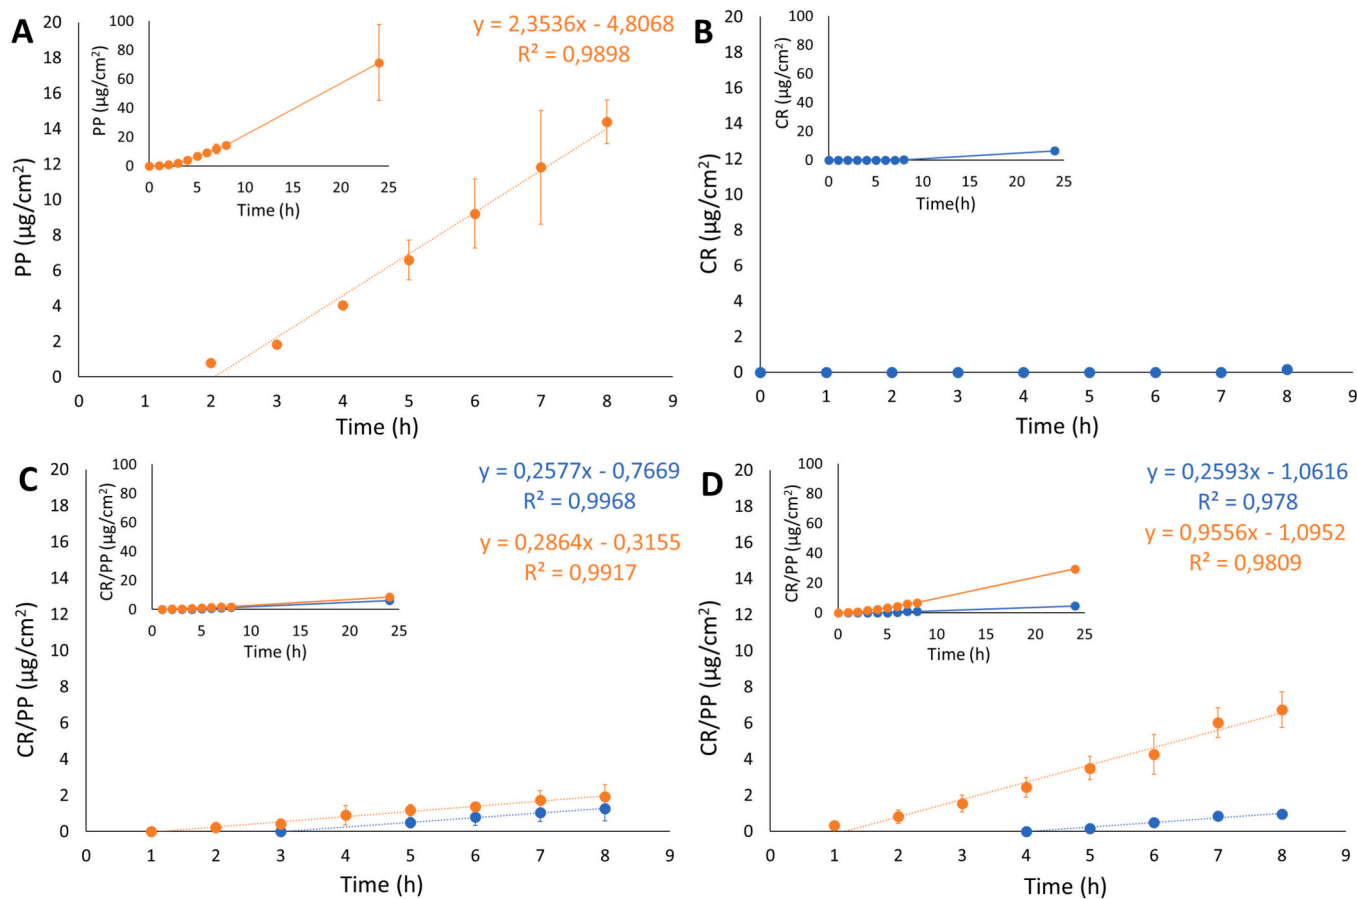 A
y = 2,3536x - 4,8068
R² = 0,9898
PP (µg/cm²)
20
18
16
14
12
10
8
6
4
2
0
0 1 2 3 4 5 6 7 8 9
Time (h)
PP (µg/cm²)
100
80
60
40
20
0
0 5 10 15 20 25
Time (h)
B
CR (µg/cm²)
20
18
16
14
12
10
8
6
4
2
0
0 1 2 3 4 5 6 7 8 9
Time (h)
CR (µg/cm²)
100
80
60
40
20
0
0 5 10 15 20 25
Time(h)
C
y = 0,2577x - 0,7669
R² = 0,9968
y = 0,2864x - 0,3155
R² = 0,9917
CR/PP (µg/cm²)
20
18
16
14
12
10
8
6
4
2
0
0 1 2 3 4 5 6 7 8 9
Time (h)
CR/PP (µg/cm²)
100
80
60
40
20
0
0 5 10 15 20 25
Time (h)
D
y = 0,2593x - 1,0616
R² = 0,978
y = 0,9556x - 1,0952
R² = 0,9809
CR/PP (µg/cm²)
20
18
16
14
12
10
8
6
4
2
0
0 1 2 3 4 5 6 7 8 9
Time (h)
CR/PP (µg/cm²)
100
80
60
40
20
0
0 5 10 15 20 25
Time (h)